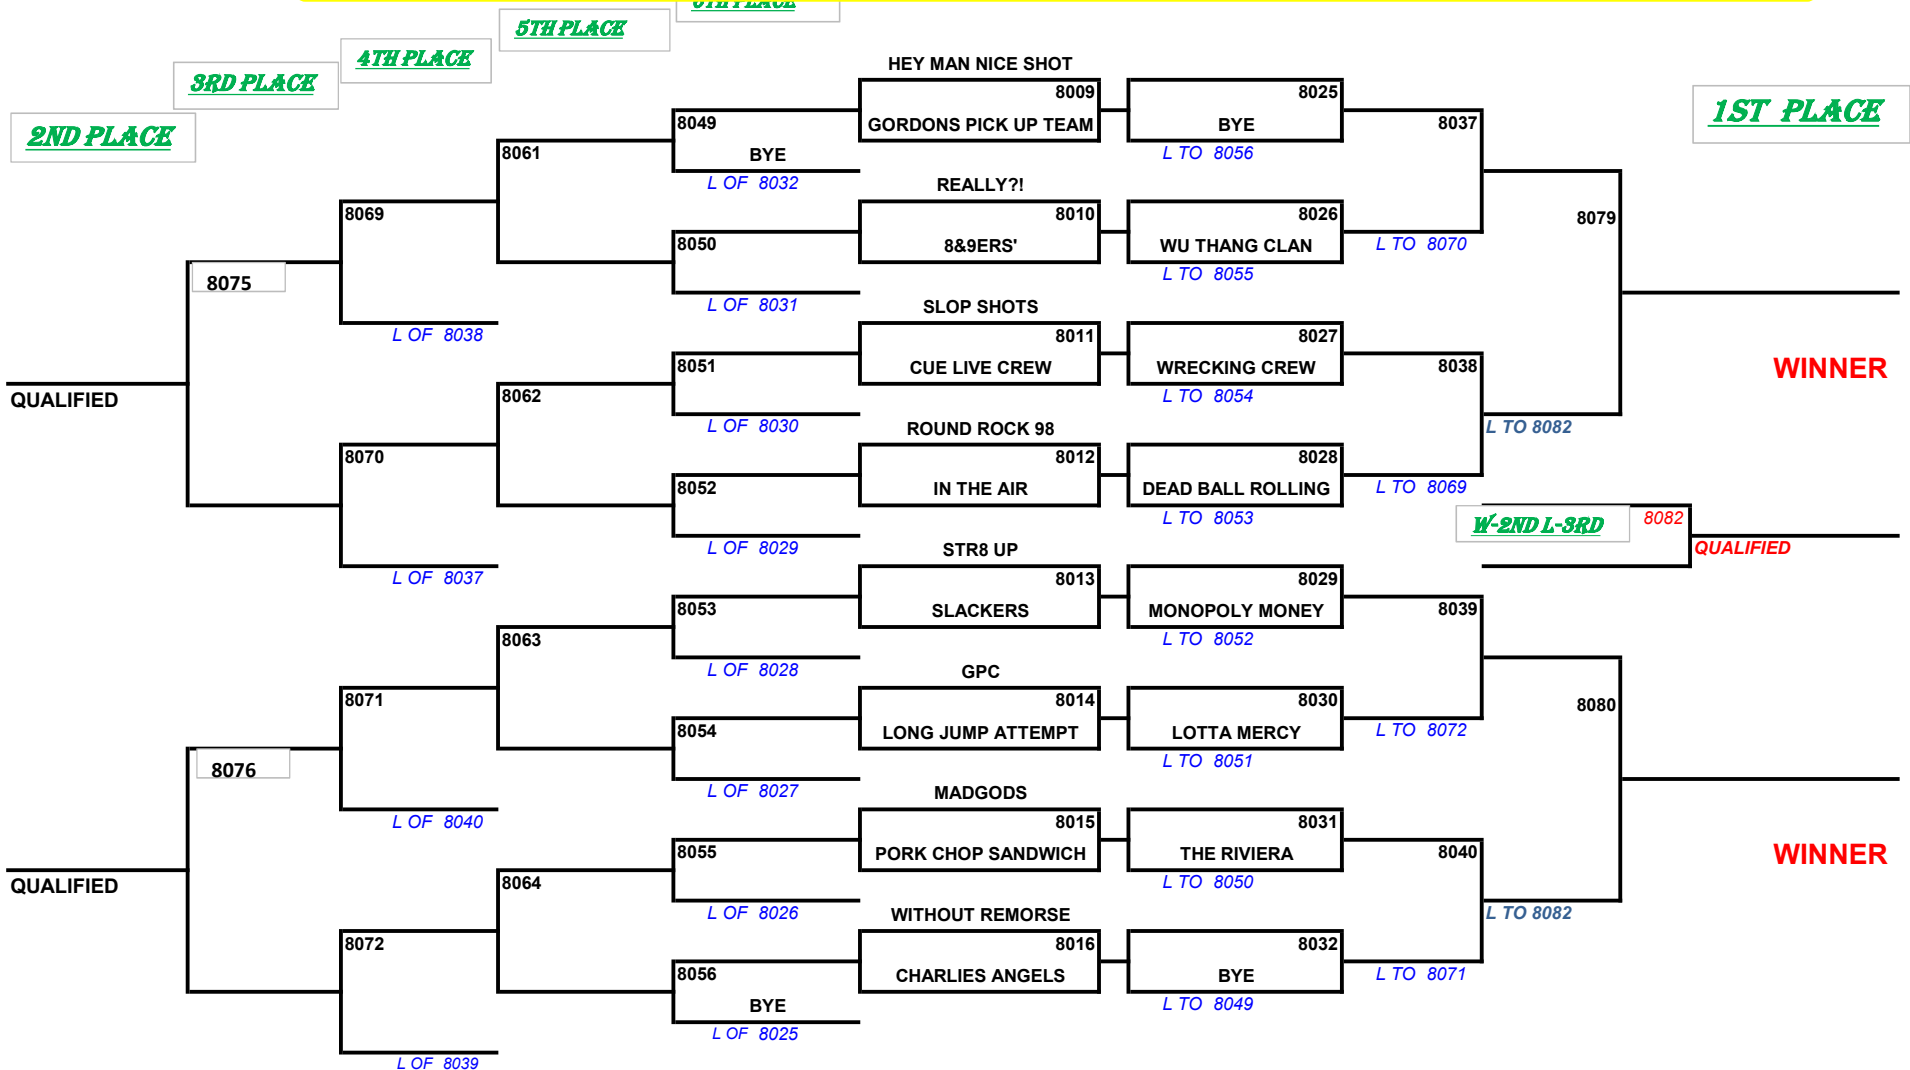 5TH PLACE
4TH PLACE
3RD PLACE
2ND PLACE
1ST PLACE
HEY MAN NICE SHOT
8009
8025
GORDONS PICK UP TEAM
BYE
8049
8037
BYE
L TO 8056
8061
L OF 8032
REALLY?!
8069
8010
8026
8079
8050
8&9ERS'
WU THANG CLAN
L TO 8070
L TO 8055
8075
L OF 8031
SLOP SHOTS
L OF 8038
8011
8027
8051
CUE LIVE CREW
WRECKING CREW
8038
WINNER
QUALIFIED
8062
L TO 8054
L OF 8030
ROUND ROCK 98
L TO 8082
8070
8012
8028
8052
IN THE AIR
DEAD BALL ROLLING
L TO 8069
L TO 8053
W-2ND L-3RD
8082
L OF 8029
STR8 UP
QUALIFIED
L OF 8037
8013
8029
8053
SLACKERS
MONOPOLY MONEY
8039
8063
L TO 8052
L OF 8028
GPC
8071
8014
8030
8080
8054
LONG JUMP ATTEMPT
LOTTA MERCY
L TO 8072
L TO 8051
8076
L OF 8027
MADGODS
L OF 8040
8015
8031
8055
PORK CHOP SANDWICH
THE RIVIERA
8040
WINNER
QUALIFIED
8064
L TO 8050
L OF 8026
WITHOUT REMORSE
L TO 8082
8072
8016
8032
8056
CHARLIES ANGELS
BYE
L TO 8071
BYE
L TO 8049
L OF 8025
L OF 8039